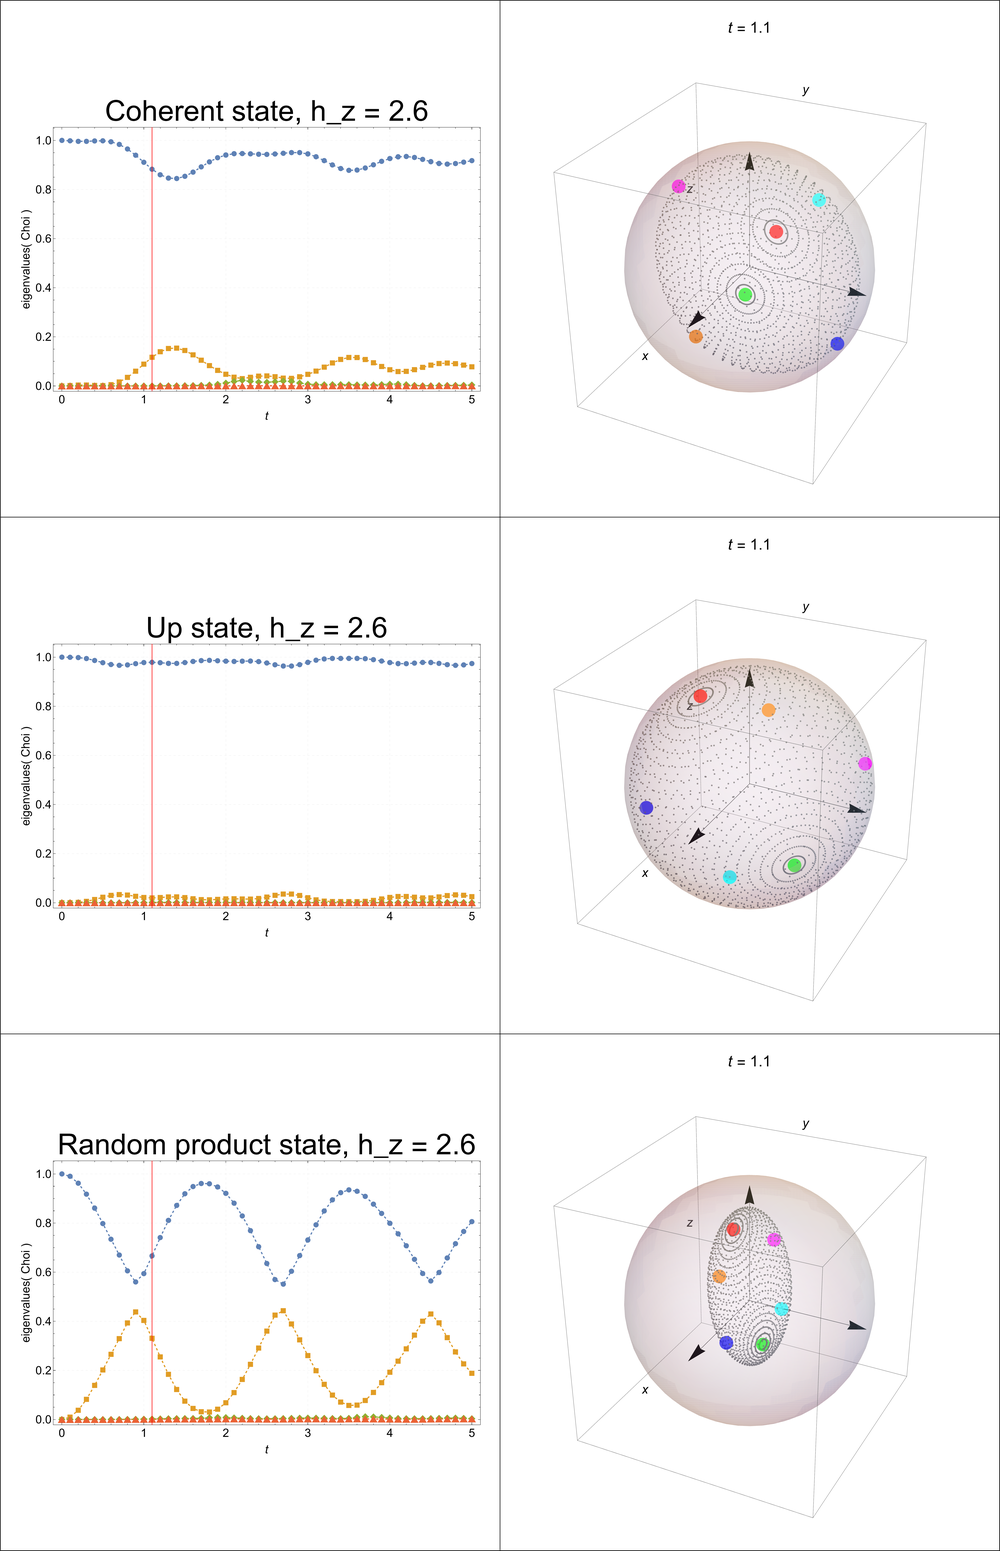 t = 1.1
Coherent state, h_z = 2.6
eigenvalues( Choi )
1.0
0.8
0.6
0.4
0.2
0.0
0 1 2 3 4 5
t
y
z
x
t = 1.1
Up state, h_z = 2.6
eigenvalues( Choi )
1.0
0.8
0.6
0.4
0.2
0.0
0 1 2 3 4 5
t
y
z
x
t = 1.1
Random product state, h_z = 2.6
eigenvalues( Choi )
1.0
0.8
0.6
0.4
0.2
0.0
0 1 2 3 4 5
t
y
z
x